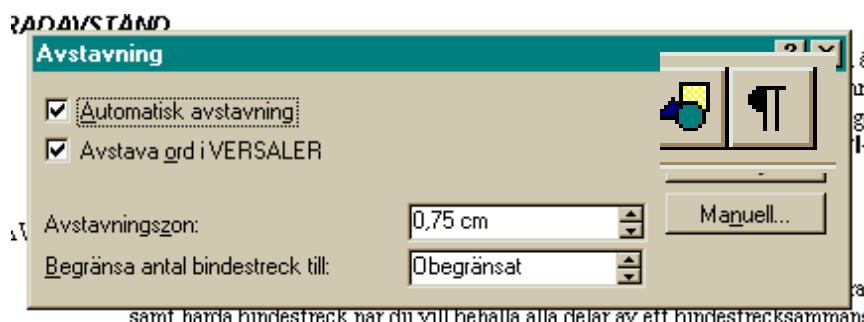 RADAVSTÅND
Avstavning
Automatisk avstavning
Avstava ord i VERSALER
Avstavningszon:
0,75 cm
Manuell...
Begränsa antal bindestreck till:
Obegränsat
samt hårda bindestreck när du vill behålla alla delar av ett bindestrecksamman